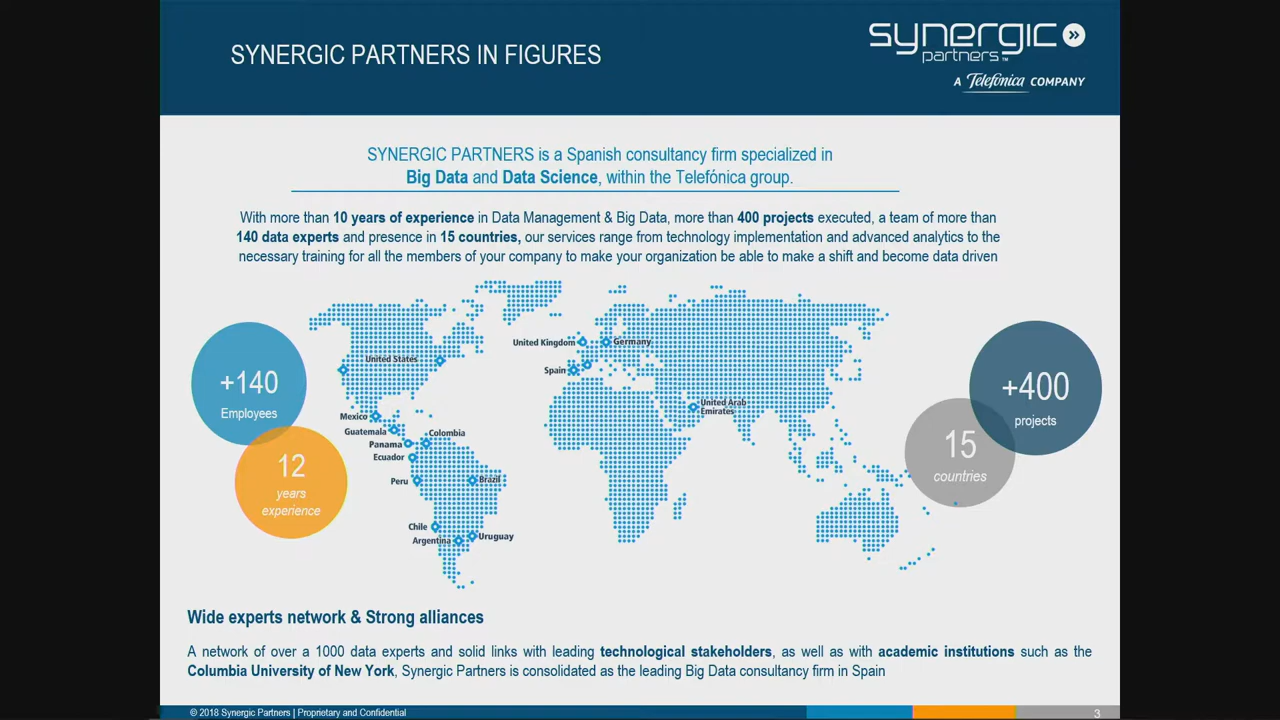 SYNERGIC PARTNERS IN FIGURES
synergic
partners™
A Telefónica COMPANY
SYNERGIC PARTNERS is a Spanish consultancy firm specialized in
Big Data and Data Science, within the Telefónica group.
With more than 10 years of experience in Data Management & Big Data, more than 400 projects executed, a team of more than
140 data experts and presence in 15 countries, our services range from technology implementation and advanced analytics to the
necessary training for all the members of your company to make your organization be able to make a shift and become data driven
+140
Employees
12
years
experience
United States
Mexico
Guatemala
Panama
Colombia
Ecuador
Peru
Brazil
Chile
Argentina
Uruguay
United Kingdom
Germany
Spain
United Arab
Emirates
+400
projects
15
countries
Wide experts network & Strong alliances
A network of over a 1000 data experts and solid links with leading technological stakeholders, as well as with academic institutions such as the
Columbia University of New York, Synergic Partners is consolidated as the leading Big Data consultancy firm in Spain
© 2018 Synergic Partners | Proprietary and Confidential
3